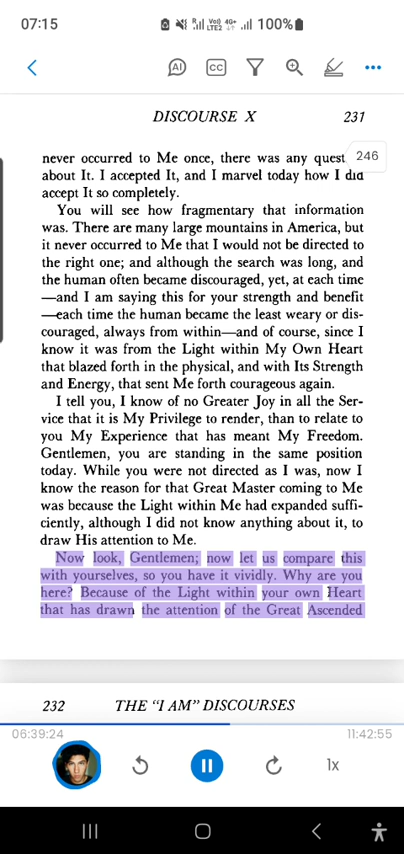 07:15
Vo)) 4G+ 100%
LTE2
AI CC
DISCOURSE X 231
246
never occurred to Me once, there was any quest
about It. I accepted It, and I marvel today how I did
accept It so completely.
You will see how fragmentary that information
was. There are many large mountains in America, but
it never occurred to Me that I would not be directed to
the right one; and although the search was long, and
the human often became discouraged, yet, at each time
—and I am saying this for your strength and benefit
—each time the human became the least weary or dis-
couraged, always from within—and of course, since I
know it was from the Light within My Own Heart
that blazed forth in the physical, and with Its Strength
and Energy, that sent Me forth courageous again.
I tell you, I know of no Greater Joy in all the Ser-
vice that it is My Privilege to render, than to relate to
you My Experience that has meant My Freedom.
Gentlemen, you are standing in the same position
today. While you were not directed as I was, now I
know the reason for that Great Master coming to Me
was because the Light within Me had expanded suffi-
ciently, although I did not know anything about it, to
draw His attention to Me.
Now look, Gentlemen; now let us compare this
with yourselves, so you have it vividly. Why are you
here? Because of the Light within your own Heart
that has drawn the attention of the Great Ascended
232 THE "I AM" DISCOURSES
06:39:24 11:42:55
1x